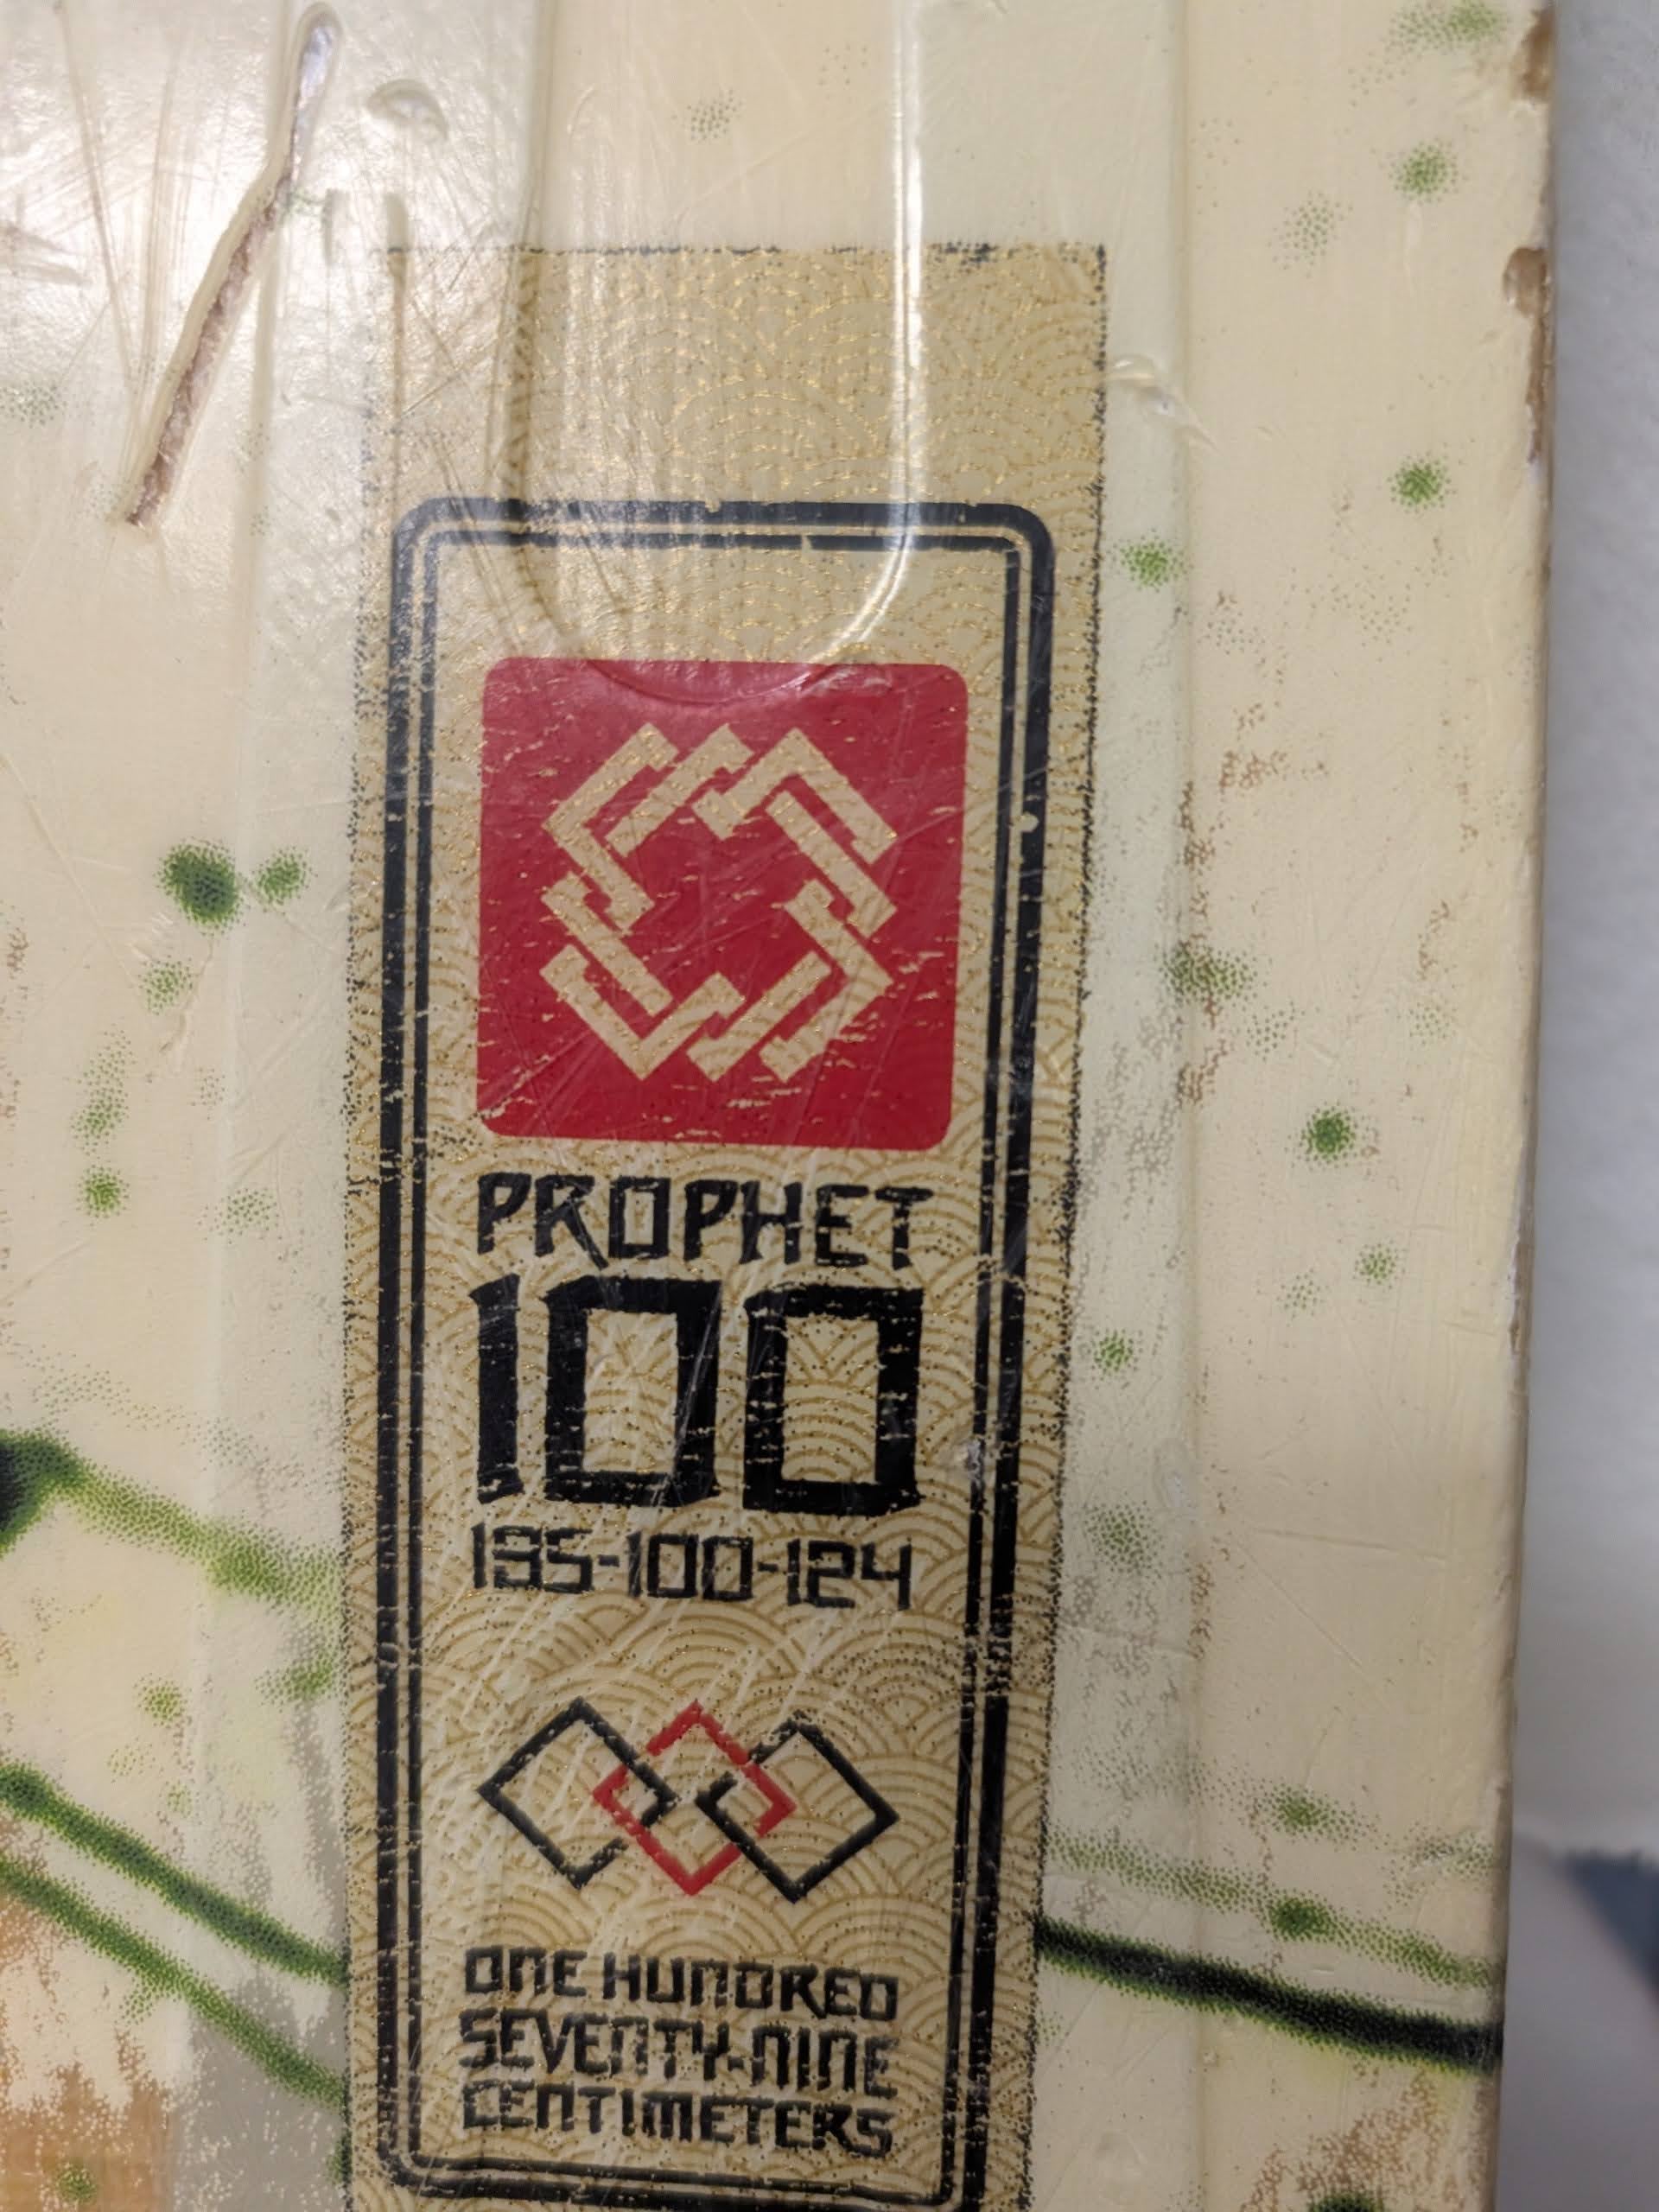 PROPHET
100
135-100-124
ONE HUNDRED
SEVENTY-NINE
CENTIMETERS